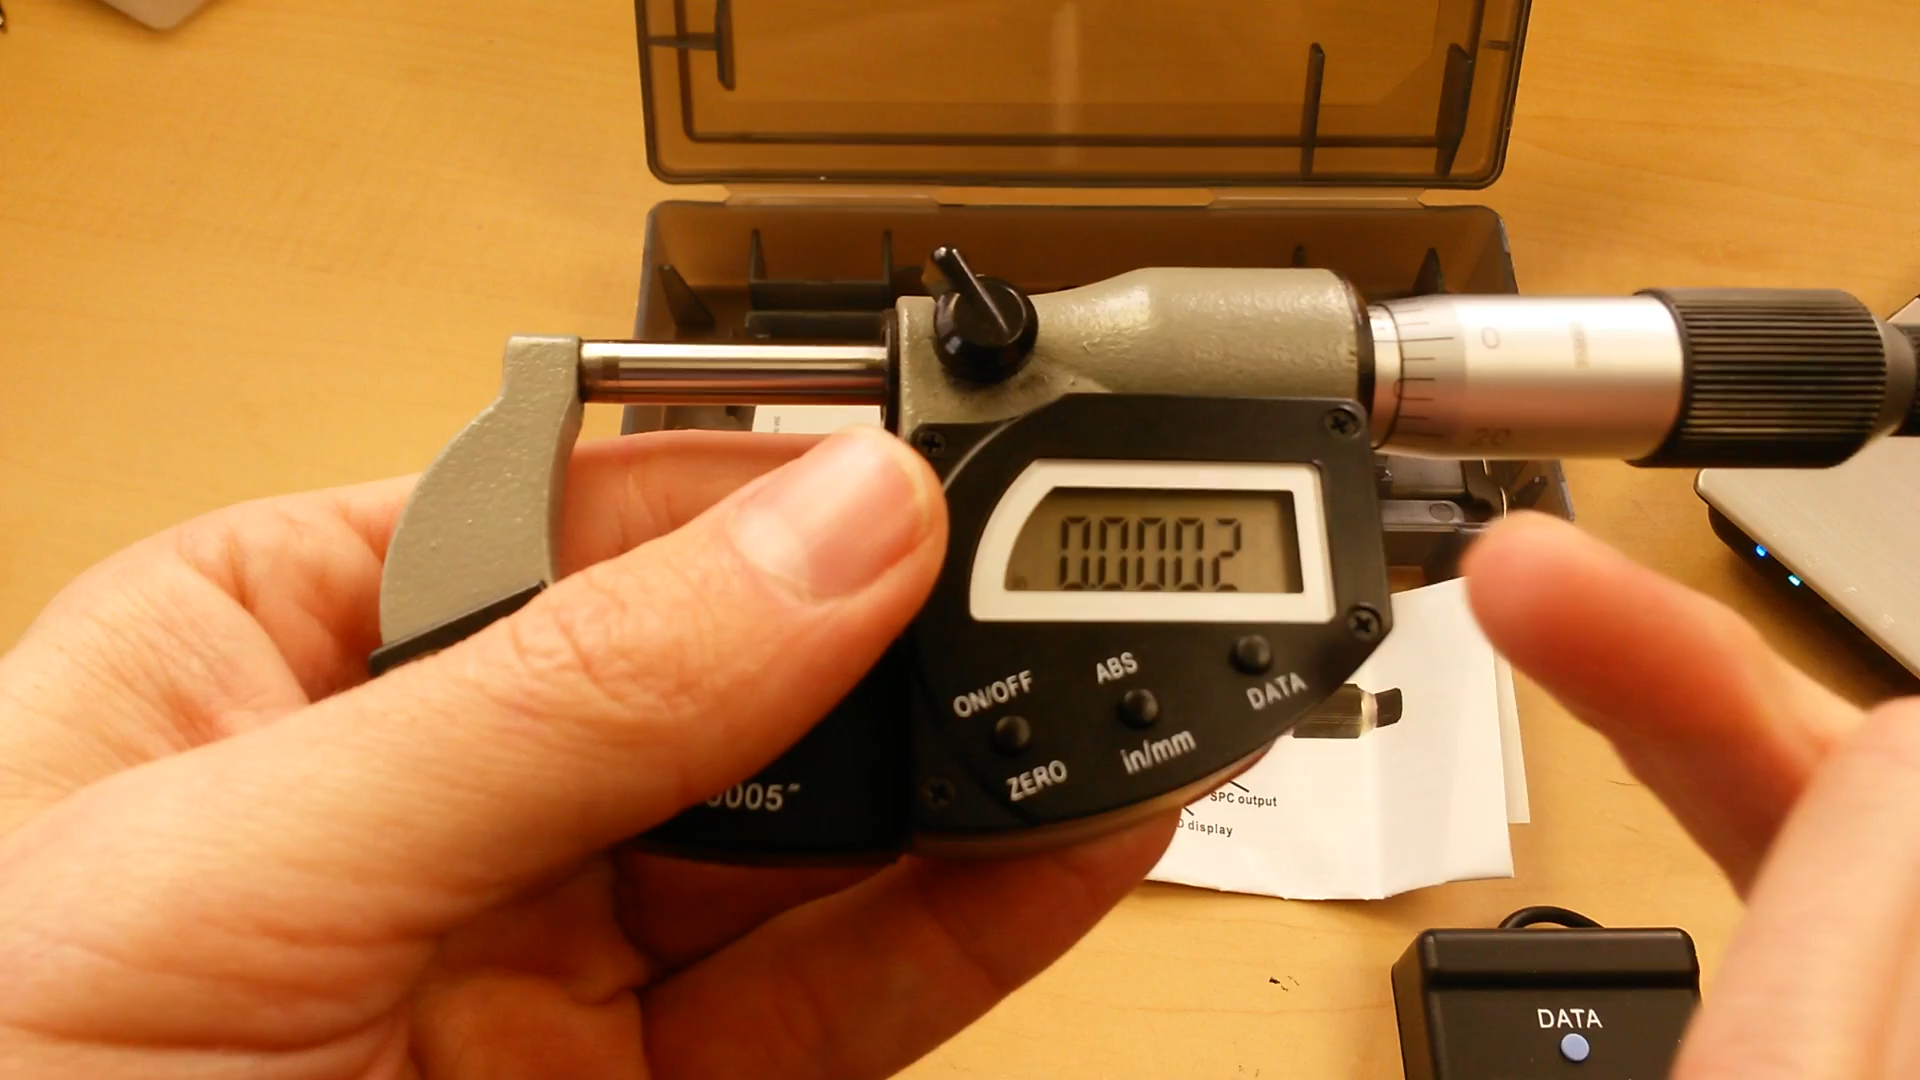 0
20
0.0002
ON/OFF
ABS
DATA
ZERO
in/mm
0005"
SPC output
D display
DATA